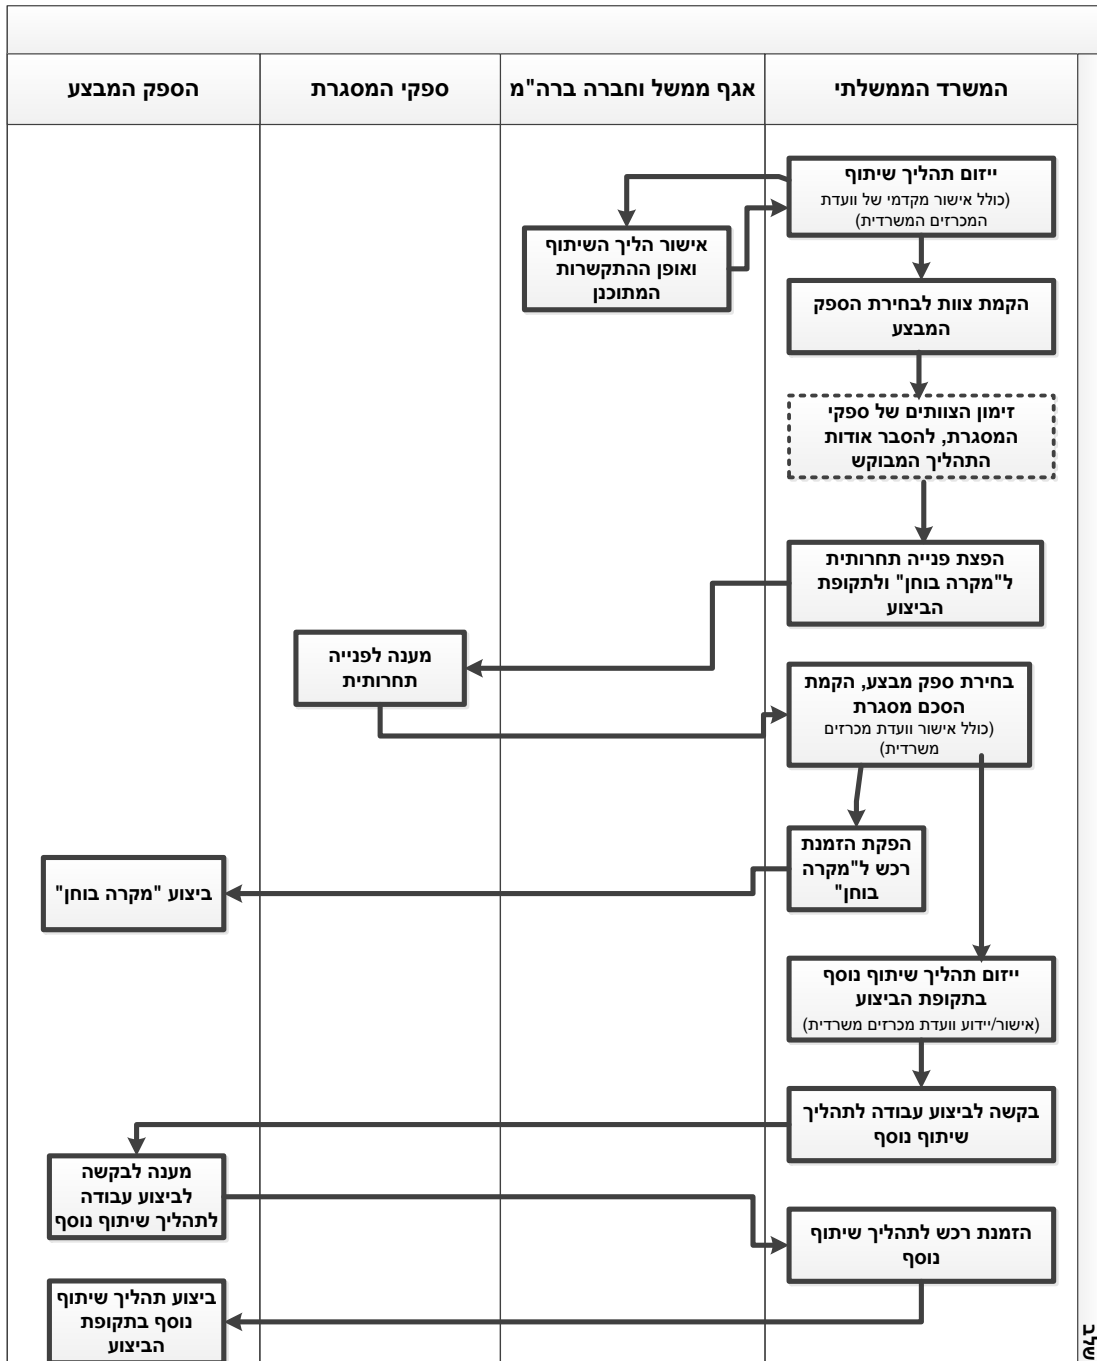 המשרד הממשלתי
אגף ממשל וחברה ברה"מ
ספקי המסגרת
הספק המבצע
ייזום תהליך שיתוף
(כולל אישור מקדמי של וועדת
המכרזים המשרדית)
אישור הליך השיתוף
ואופן ההתקשרות
המתוכנן
הקמת צוות לבחירת הספק
המבצע
זימון הצוותים של ספקי
המסגרת, להסבר אודות
התהליך המבוקש
הפצת פנייה תחרותית
ל"מקרה בוחן" ולתקופת
הביצוע
מענה לפנייה
תחרותית
בחירת ספק מבצע, הקמת
הסכם מסגרת
(כולל אישור וועדת מכרזים
משרדית)
הפקת הזמנת
רכש ל"מקרה
בוחן"
ביצוע "מקרה בוחן"
ייזום תהליך שיתוף נוסף
בתקופת הביצוע
(אישור/יידוע וועדת מכרזים משרדית)
בקשה לביצוע עבודה לתהליך
שיתוף נוסף
מענה לבקשה
לביצוע עבודה
לתהליך שיתוף נוסף
הזמנת רכש לתהליך שיתוף
נוסף
ביצוע תהליך שיתוף
נוסף בתקופת
הביצוע
שלב